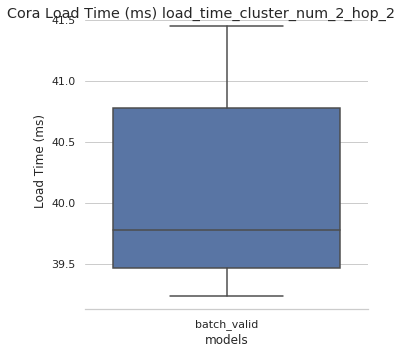 Cora Load Time (ms) load_time_cluster_num_2_hop_2
41.5
41.0
40.5
40.0
39.5
Load Time (ms)
batch_valid
models